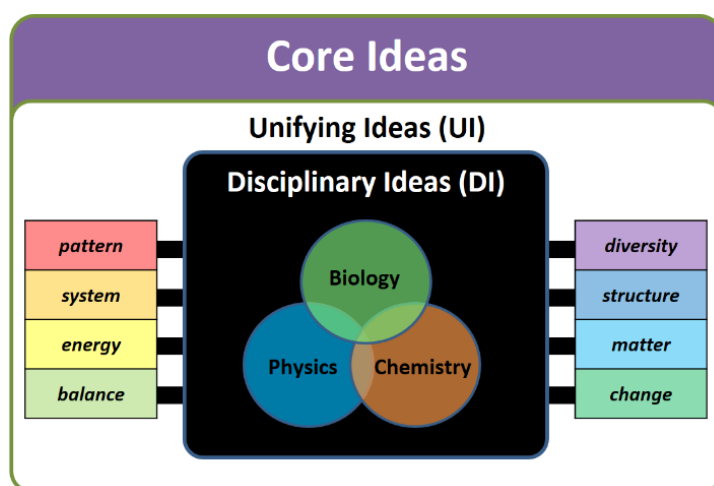 Core Ideas
Unifying Ideas (UI)
Disciplinary Ideas (DI)
pattern
system
energy
balance
Biology
Physics
Chemistry
diversity
structure
matter
change